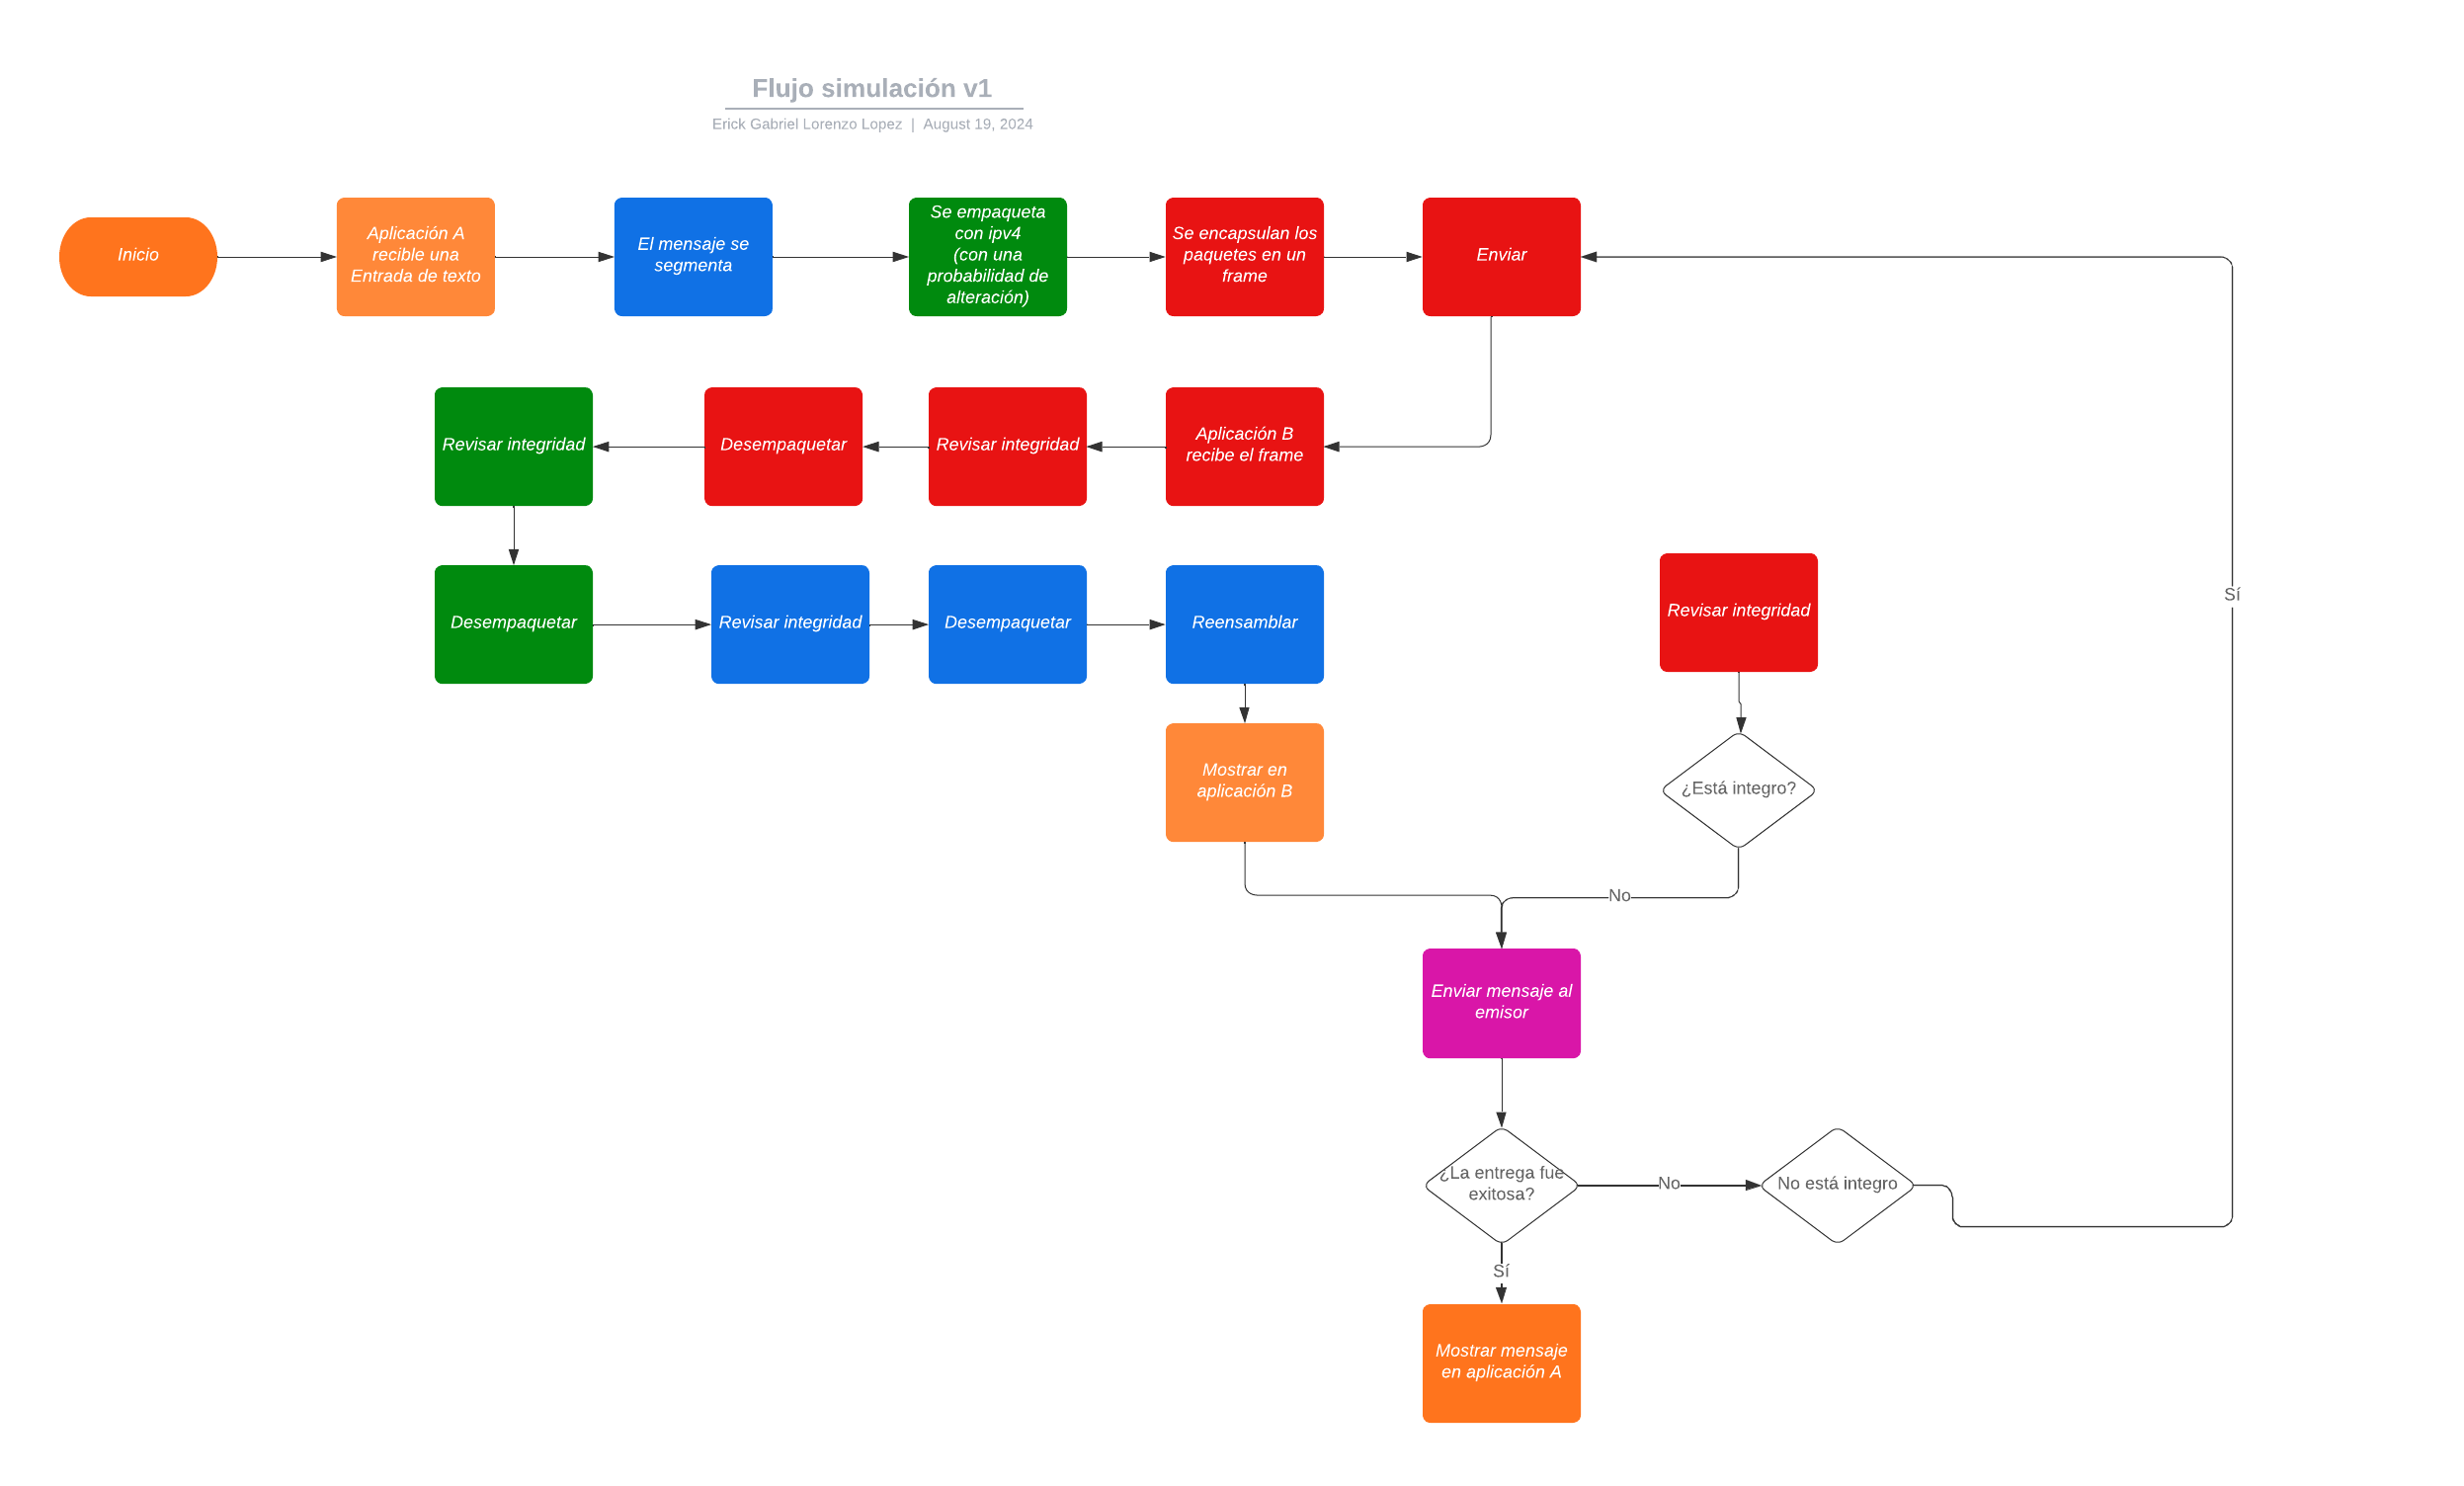 Flujo simulación v1
Erick Gabriel Lorenzo Lopez | August 19, 2024
Inicio
Aplicación A
recible una
Entrada de texto
El mensaje se
segmenta
Se empaqueta
con ipv4
(con una
probabilidad de
alteración)
Se encapsulan los
paquetes en un
frame
Enviar
Revisar integridad
Desempaquetar
Revisar integridad
Aplicación B
recibe el frame
Desempaquetar
Revisar integridad
Desempaquetar
Reensamblar
Revisar integridad
Sí
Mostrar en
aplicación B
¿Está integro?
No
Enviar mensaje al
emisor
¿La entrega fue
exitosa?
No
No está integro
Sí
Mostrar mensaje
en aplicación A